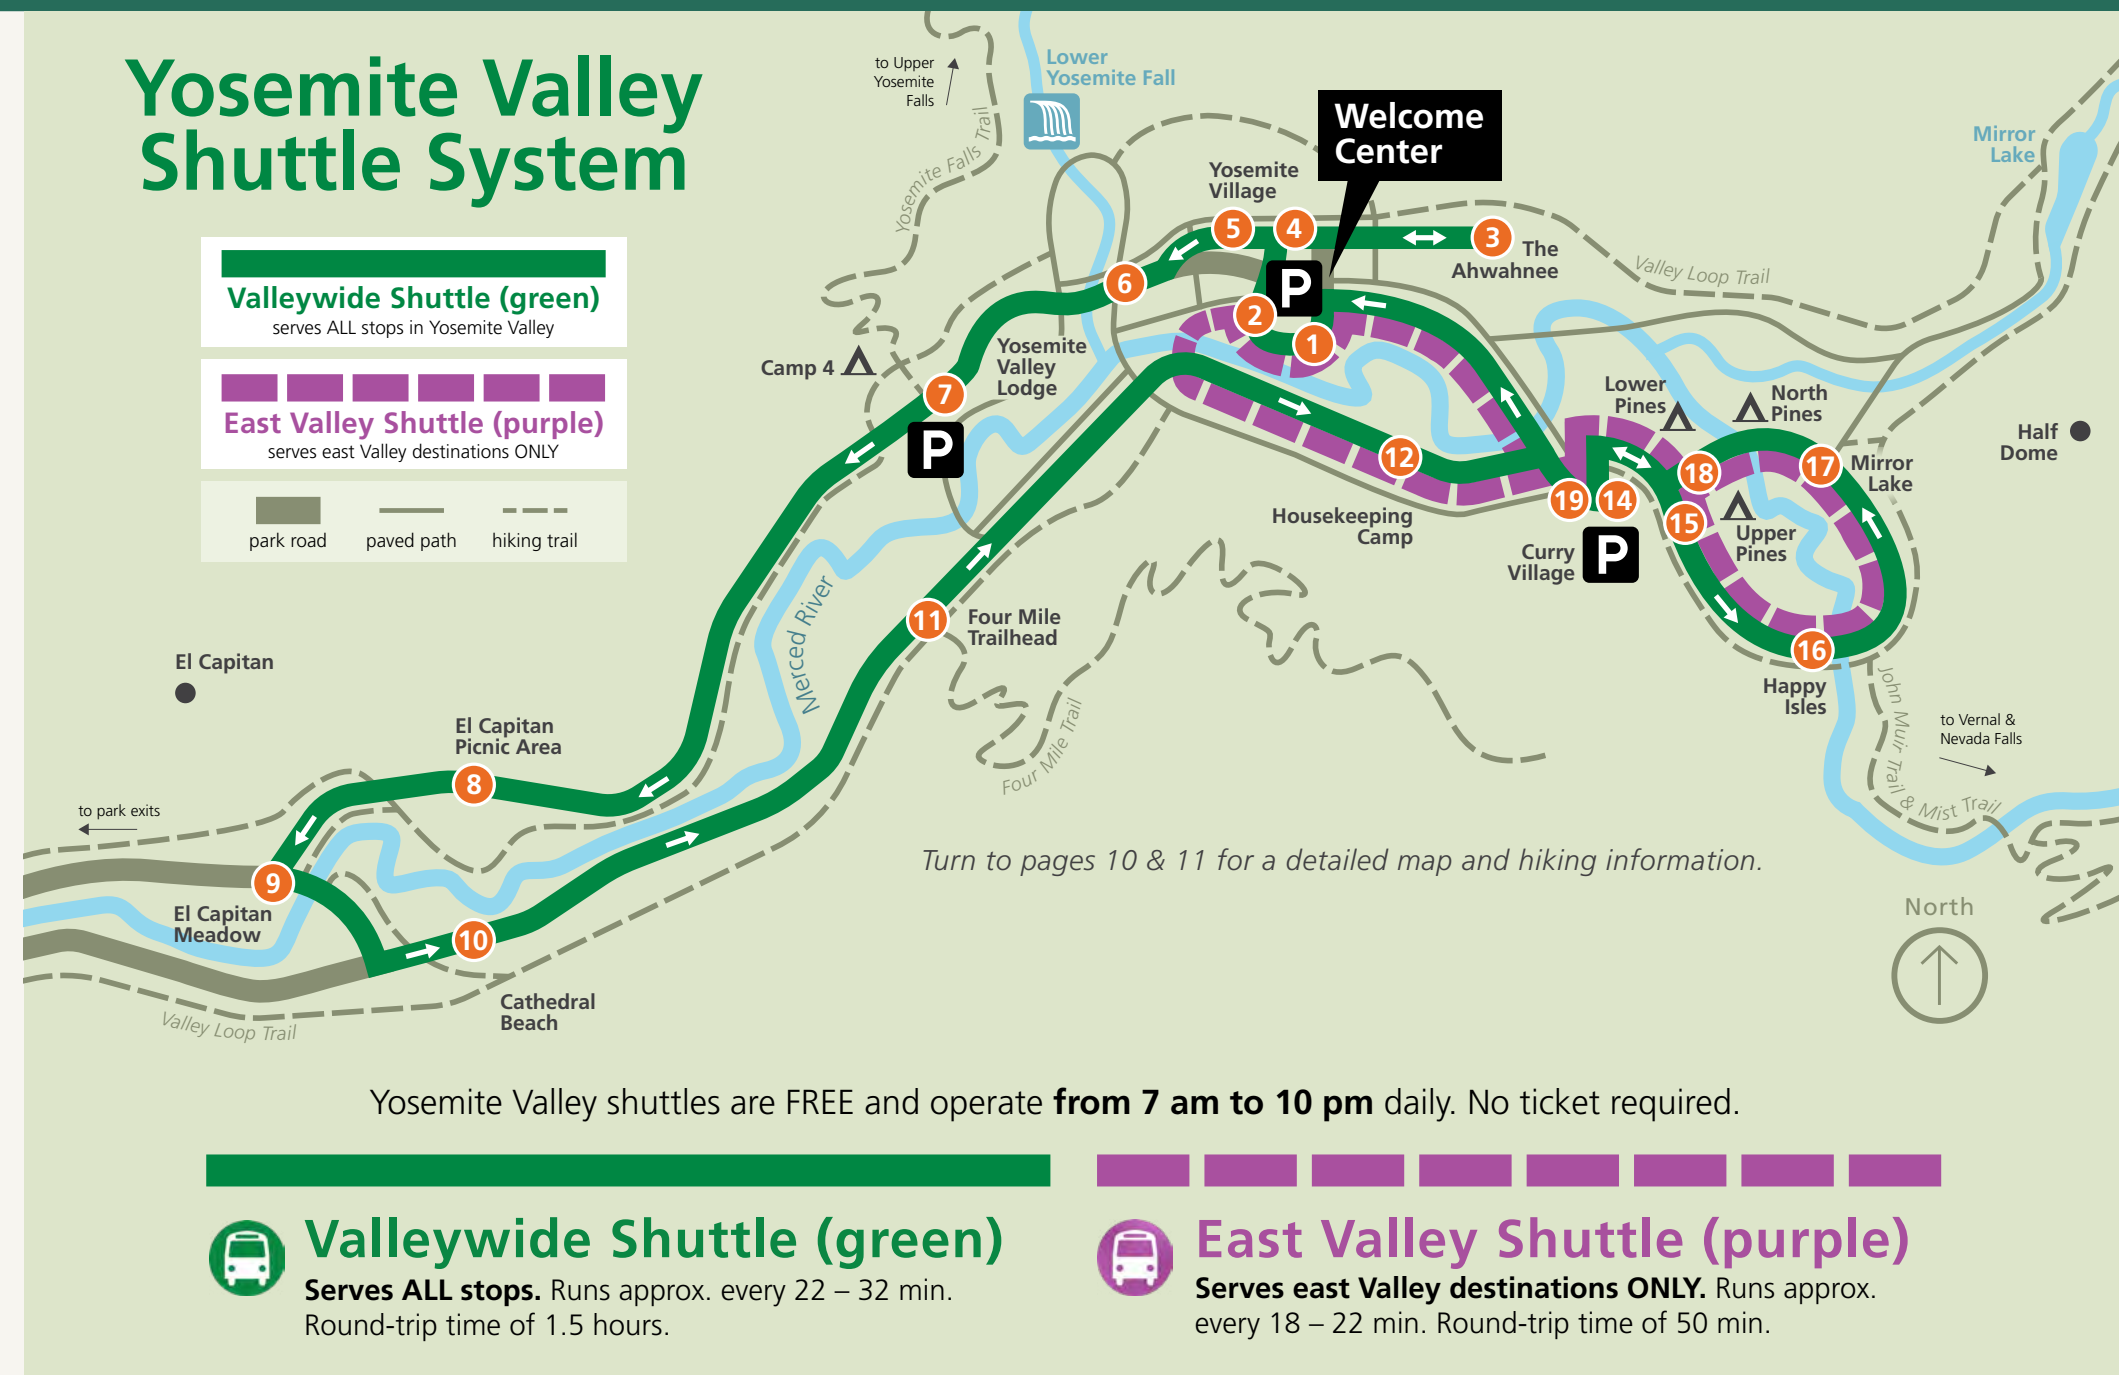 Yosemite Valley
Shuttle System
Valleywide Shuttle (green)
serves ALL stops in Yosemite Valley
East Valley Shuttle (purple)
serves east Valley destinations ONLY
park road
paved path
hiking trail
to Upper
Yosemite
Falls
Yosemite Falls Trail
Lower
Yosemite Fall
Welcome
Center
Yosemite
Village
5
4
3
The
Ahwahnee
Valley Loop Trail
Mirror
Lake
6
P
2
1
Camp 4
Yosemite
Valley
Lodge
7
P
Lower
Pines
North
Pines
Half
Dome
12
18
17
Mirror
Lake
19
14
15
Upper
Pines
Housekeeping
Camp
Curry
Village
P
Merced River
11
Four Mile
Trailhead
Four Mile Trail
16
Happy
Isles
John Muir Trail & Mist Trail
to Vernal &
Nevada Falls
El Capitan
El Capitan
Picnic Area
8
to park exits
9
El Capitan
Meadow
10
Cathedral
Beach
Valley Loop Trail
Turn to pages 10 & 11 for a detailed map and hiking information.
North
Yosemite Valley shuttles are FREE and operate from 7 am to 10 pm daily. No ticket required.
Valleywide Shuttle (green)
Serves ALL stops. Runs approx. every 22 – 32 min.
Round-trip time of 1.5 hours.
East Valley Shuttle (purple)
Serves east Valley destinations ONLY. Runs approx.
every 18 – 22 min. Round-trip time of 50 min.